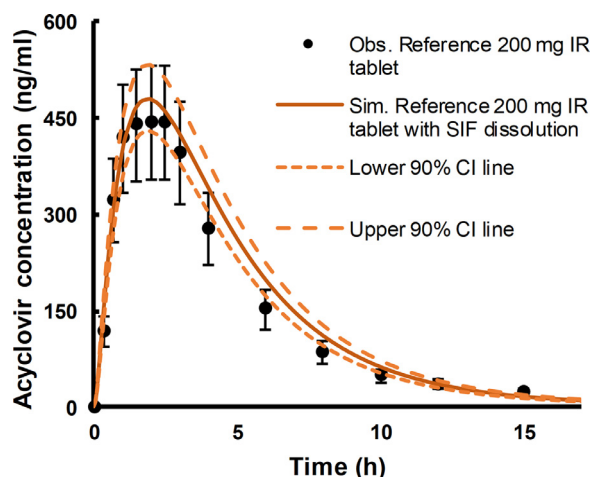 600
450
300
150
0
0
5
10
15
Acyclovir concentration (ng/ml)
Time (h)
Obs. Reference 200 mg IR
tablet
Sim. Reference 200 mg IR
tablet with SIF dissolution
Lower 90% CI line
Upper 90% CI line